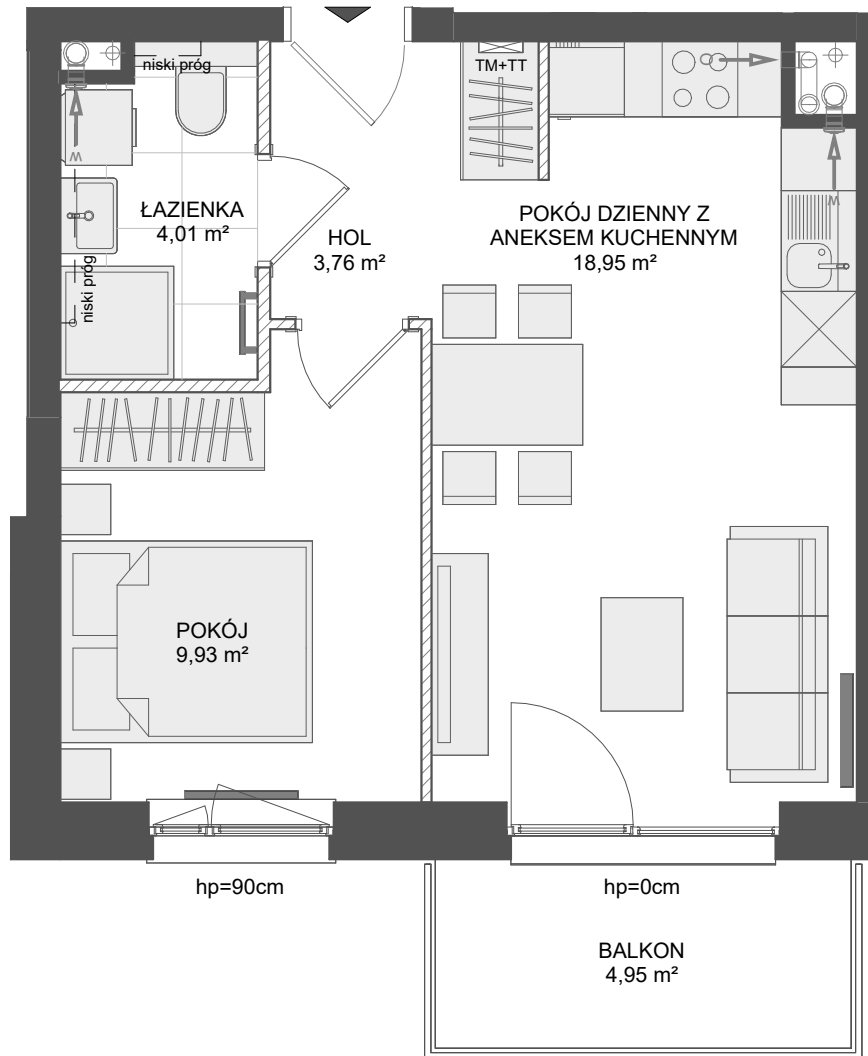 niski próg
TM+TT
W
W
ŁAZIENKA
4,01 m²
HOL
3,76 m²
POKÓJ DZIENNY Z
ANEKSEM KUCHENNYM
18,95 m²
niski próg
POKÓJ
9,93 m²
hp=90cm
hp=0cm
BALKON
4,95 m²